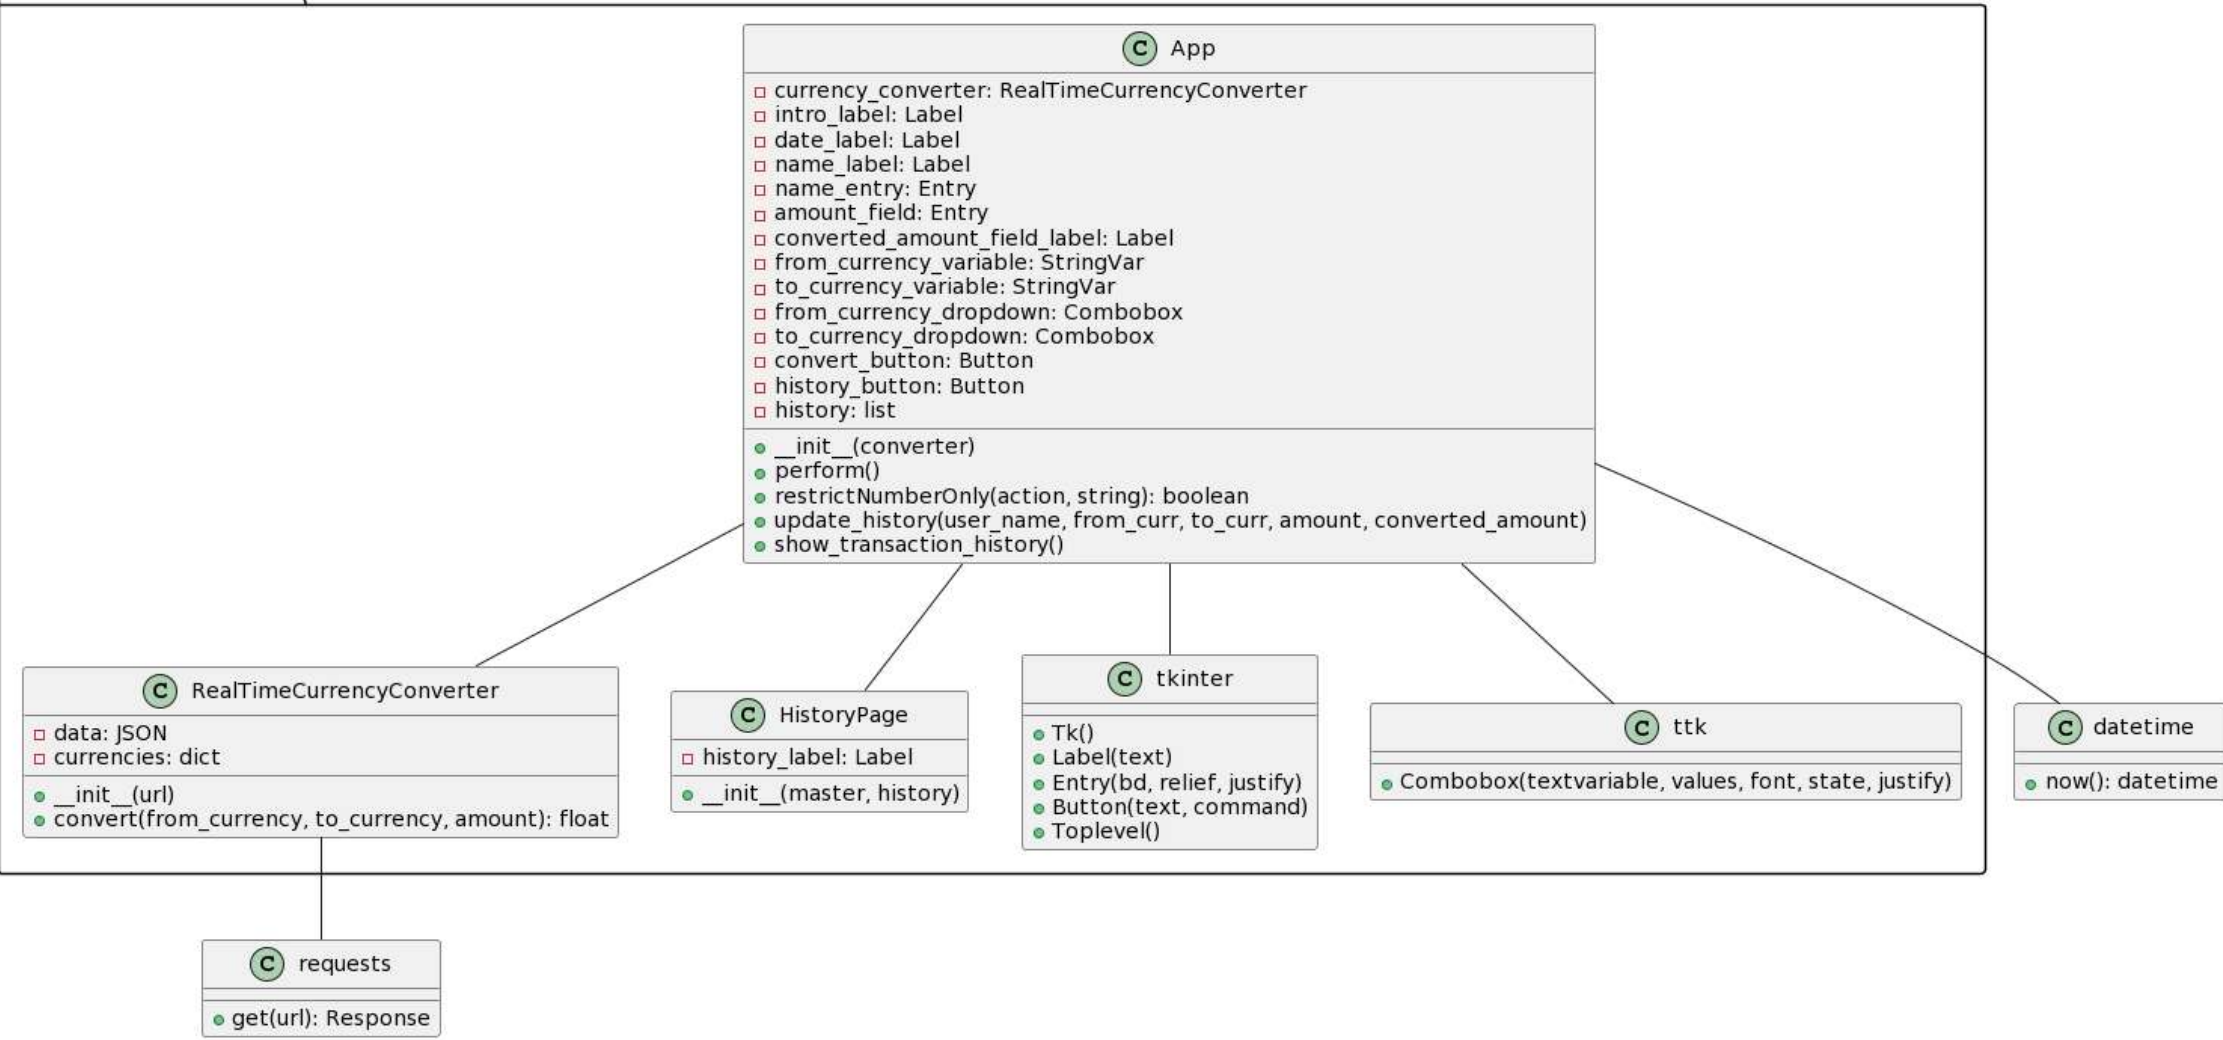 C App
currency_converter: RealTimeCurrencyConverter
intro_label: Label
date_label: Label
name_label: Label
name_entry: Entry
amount_field: Entry
converted_amount_field_label: Label
from_currency_variable: StringVar
to_currency_variable: StringVar
from_currency_dropdown: Combobox
to_currency_dropdown: Combobox
convert_button: Button
history_button: Button
history: list
__init__(converter)
perform()
restrictNumberOnly(action, string): boolean
update_history(user_name, from_curr, to_curr, amount, converted_amount)
show_transaction_history()
C RealTimeCurrencyConverter
data: JSON
currencies: dict
__init__(url)
convert(from_currency, to_currency, amount): float
C HistoryPage
history_label: Label
__init__(master, history)
C tkinter
Tk()
Label(text)
Entry(bd, relief, justify)
Button(text, command)
Toplevel()
C ttk
Combobox(textvariable, values, font, state, justify)
C datetime
now(): datetime
C requests
get(url): Response